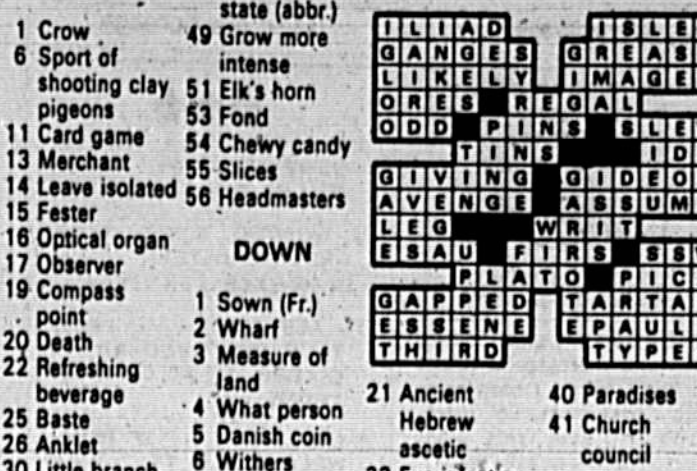 1 Crow
6 Sport of
shooting clay
pigeons
11 Card game
13 Merchant
14 Leave isolated
15 Fester
16 Optical organ
17 Observer
19 Compass
point
20 Death
22 Refreshing
beverage
25 Baste
26 Anklet
30 Little branch
state (abbr.)
49 Grow more
intense
51 Elk's horn
53 Fond
54 Chewy candy
55 Slices
56 Headmasters
DOWN
1 Sown (Fr.)
2 Wharf
3 Measure of
land
4 What person
5 Danish coin
6 Withers
ILIAD ISLE
GANGES GREAS
LIKELY IMAGE
ORES REGAL
ODD PINS SLE
TINS ID
GIVING GIDEO
AVENGE ASSUM
LEG WRIT
ESAU FIRS SS
PLATO PIC
GAPPED TARTA
ESSENE EPAUL
THIRD TYPE
21 Ancient
Hebrew
ascetic
40 Paradises
41 Church
council